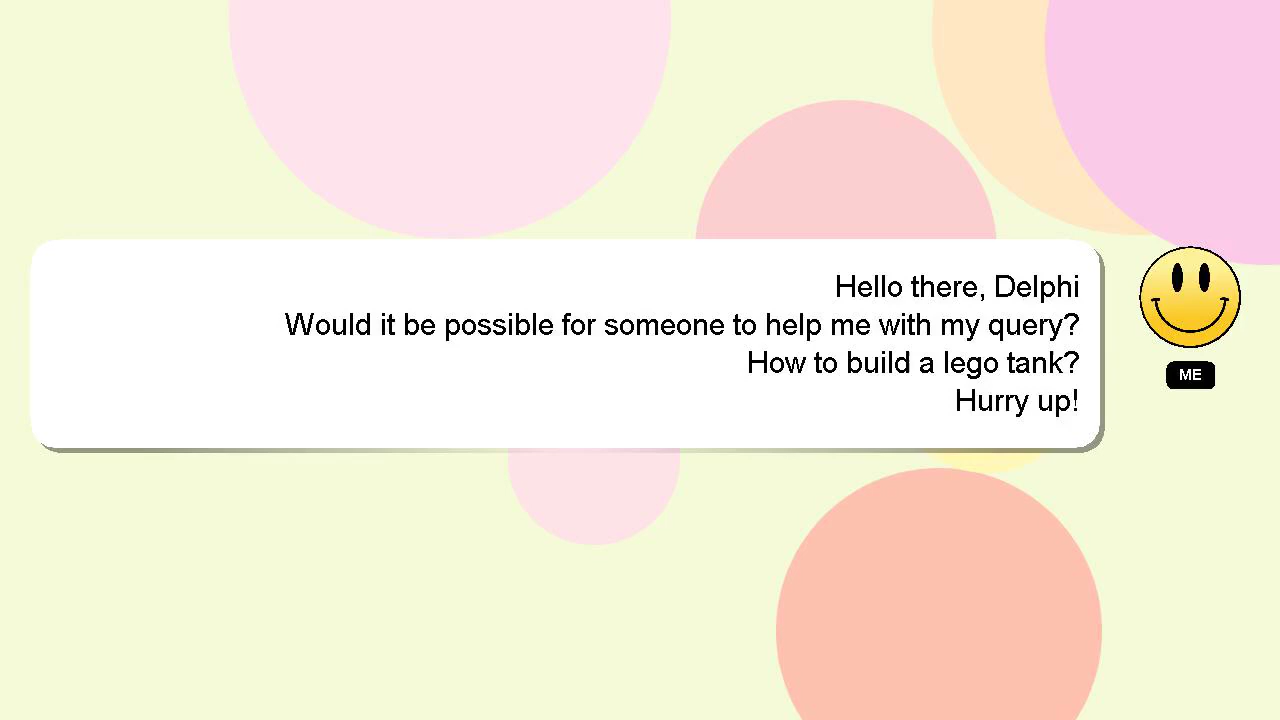 Hello there, Delphi
Would it be possible for someone to help me with my query?
How to build a lego tank?
Hurry up!
ME